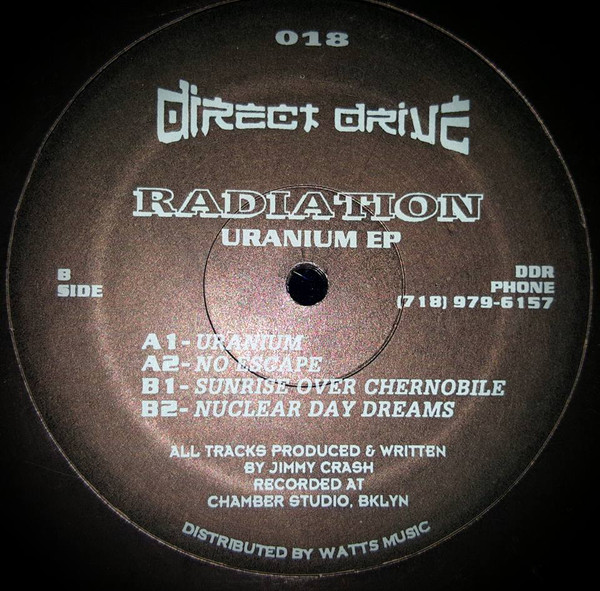 018
direct drive
RADIATION
URANIUM EP
B
SIDE
DDR
PHONE
(718) 979-6157
A1- URANIUM
A2- NO ESCAPE
B1- SUNRISE OVER CHERNOBILE
B2- NUCLEAR DAY DREAMS
ALL TRACKS PRODUCED & WRITTEN
BY JIMMY CRASH
RECORDED AT
CHAMBER STUDIO, BKLYN
DISTRIBUTED BY WATTS MUSIC